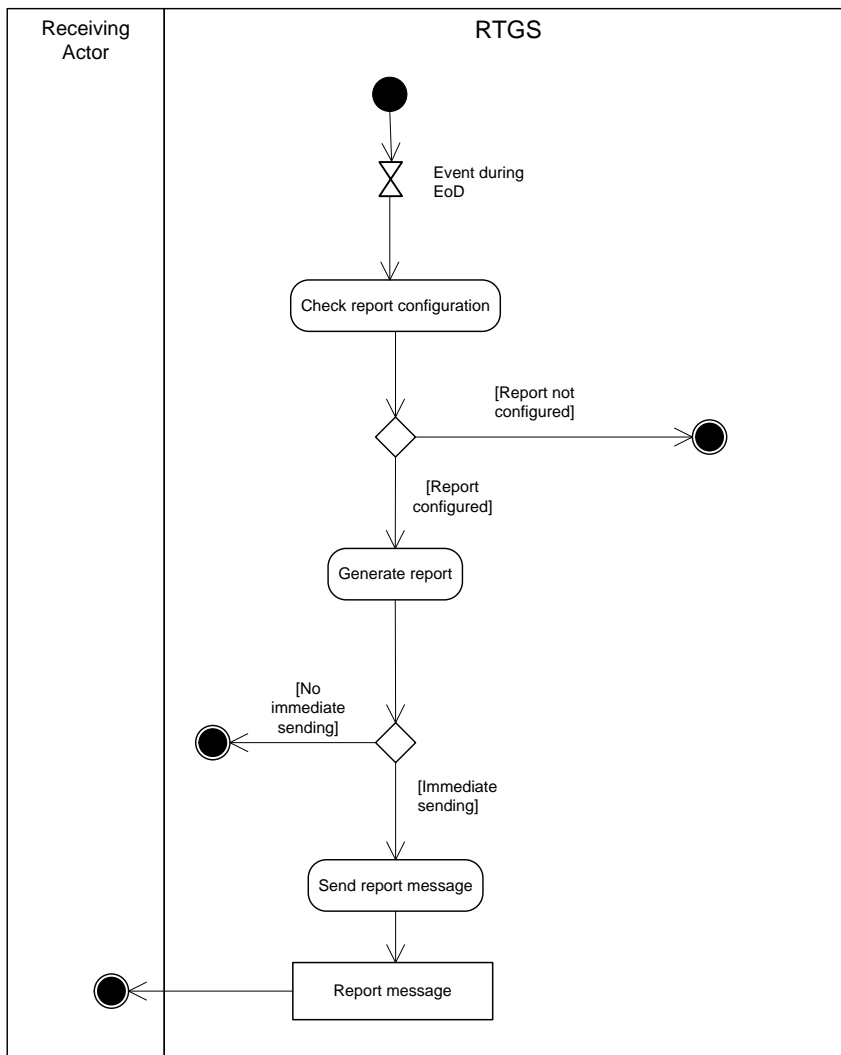 Receiving
Actor
RTGS
Event during
EoD
Check report configuration
[Report not
configured]
[Report
configured]
Generate report
[No
immediate
sending]
[Immediate
sending]
Send report message
Report message